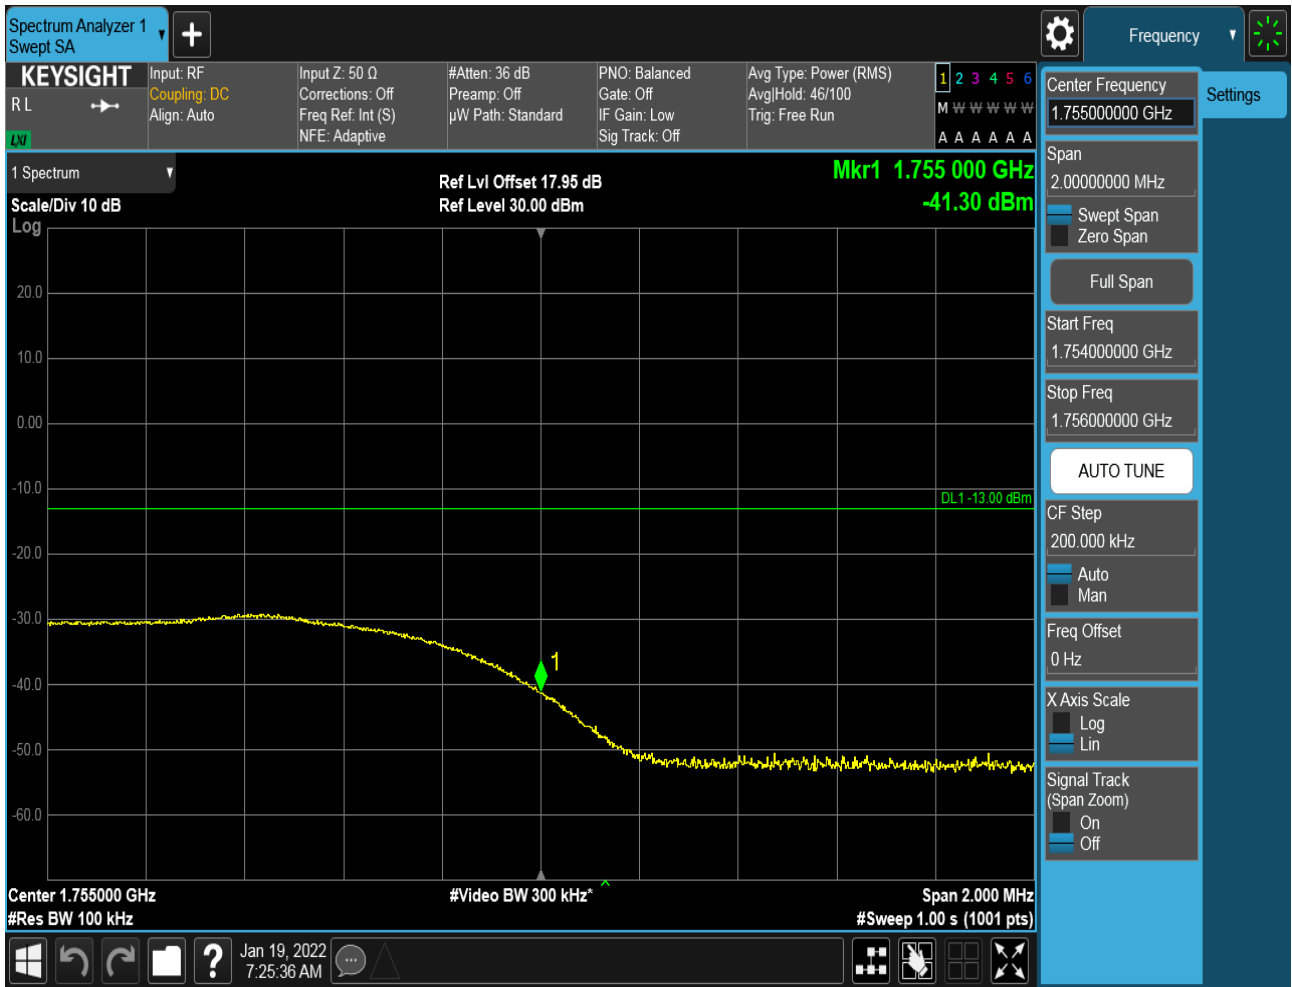 Spectrum Analyzer 1
Swept SA
Frequency
KEYSIGHT
R L
LXI
Input: RF
Coupling: DC
Align: Auto
Input Z: 50 Ω
Corrections: Off
Freq Ref: Int (S)
NFE: Adaptive
#Atten: 36 dB
Preamp: Off
µW Path: Standard
PNO: Balanced
Gate: Off
IF Gain: Low
Sig Track: Off
Avg Type: Power (RMS)
Avg|Hold: 46/100
Trig: Free Run
1 2 3 4 5 6
M W W W W W
A A A A A A
1 Spectrum
Scale/Div 10 dB
Log
Ref Lvl Offset 17.95 dB
Ref Level 30.00 dBm
Mkr1 1.755 000 GHz
-41.30 dBm
20.0
10.0
0.00
-10.0
-20.0
-30.0
-40.0
-50.0
-60.0
DL1 -13.00 dBm
1
Center 1.755000 GHz
#Res BW 100 kHz
#Video BW 300 kHz*
Span 2.000 MHz
#Sweep 1.00 s (1001 pts)
Jan 19, 2022
7:25:36 AM
Center Frequency
1.755000000 GHz
Settings
Span
2.00000000 MHz
Swept Span
Zero Span
Full Span
Start Freq
1.754000000 GHz
Stop Freq
1.756000000 GHz
AUTO TUNE
CF Step
200.000 kHz
Auto
Man
Freq Offset
0 Hz
X Axis Scale
Log
Lin
Signal Track
(Span Zoom)
On
Off